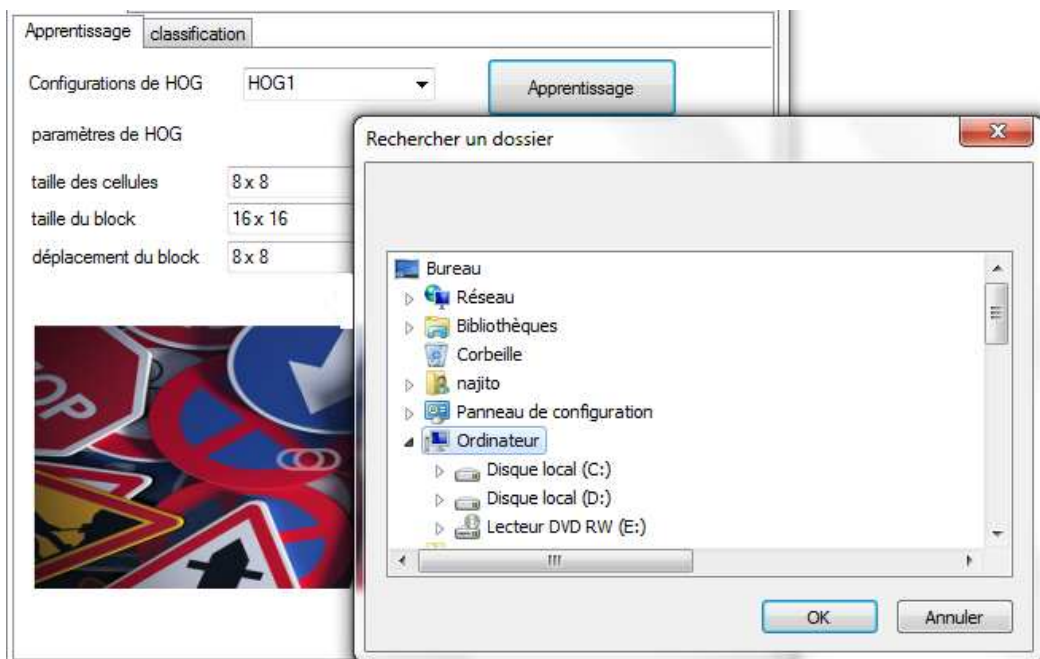 Apprentissage
classification
Configurations de HOG
HOG1
Apprentissage
paramètres de HOG
taille des cellules
8 x 8
taille du block
16 x 16
déplacement du block
8 x 8
OP
Rechercher un dossier
Bureau
Réseau
Bibliothèques
Corbeille
najito
Panneau de configuration
Ordinateur
Disque local (C:)
Disque local (D:)
Lecteur DVD RW (E:)
OK
Annuler